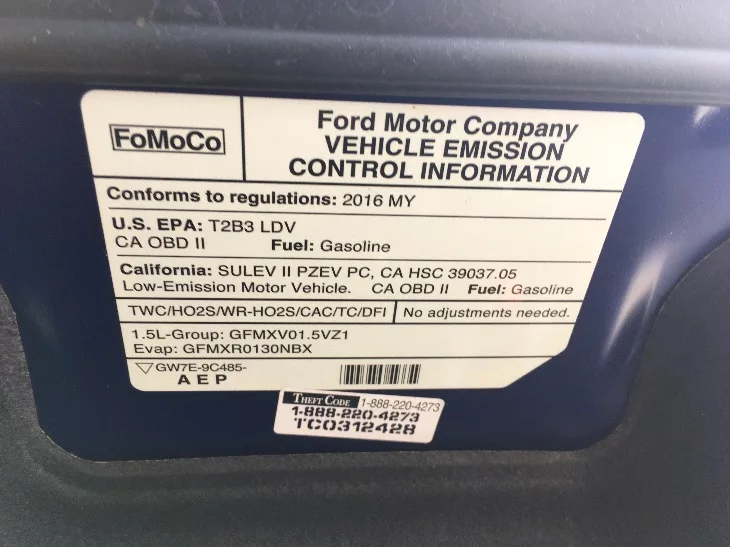 FoMoCo
Ford Motor Company
VEHICLE EMISSION
CONTROL INFORMATION
Conforms to regulations: 2016 MY
U.S. EPA: T2B3 LDV
CA OBD II Fuel: Gasoline
California: SULEV II PZEV PC, CA HSC 39037.05
Low-Emission Motor Vehicle. CA OBD II Fuel: Gasoline
TWC/HO2S/WR-HO2S/CAC/TC/DFI No adjustments needed.
1.5L-Group: GFMXV01.5VZ1
Evap: GFMXR0130NBX
GW7E-9C485-
A E P
THEFT CODE 1-888-220-4273
1-888-220-4273
TC0312428